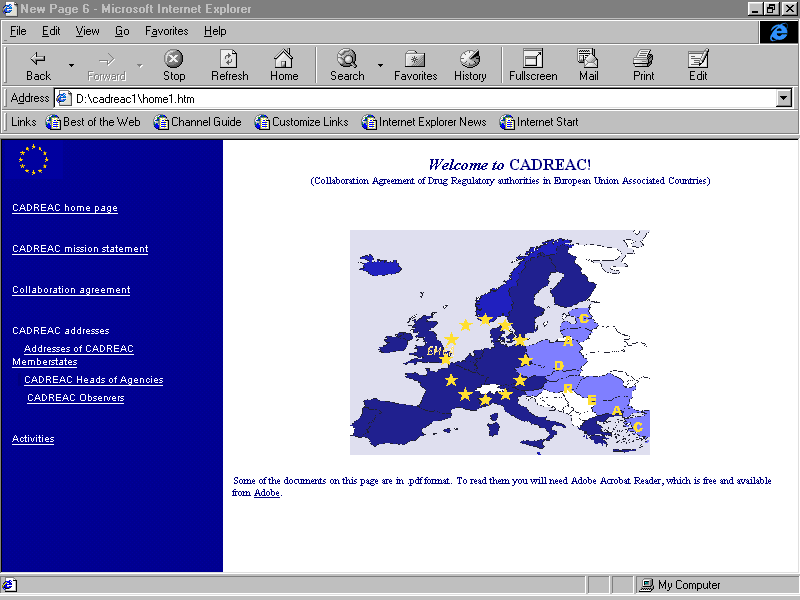 New Page 6 - Microsoft Internet Explorer
File Edit View Go Favorites Help
Back Forward Stop Refresh Home Search Favorites History Fullscreen Mail Print Edit
Address D:\cadreac1\home1.htm
Links Best of the Web Channel Guide Customize Links Internet Explorer News Internet Start
CADREAC home page
CADREAC mission statement
Collaboration agreement
CADREAC addresses
Addresses of CADREAC
Memberstates
CADREAC Heads of Agencies
CADREAC Observers
Activities
Welcome to CADREAC!
(Collaboration Agreement of Drug Regulatory authorities in European Union Associated Countries)
C
A
D
R
E
A
C
Some of the documents on this page are in .pdf format. To read them you will need Adobe Acrobat Reader, which is free and available
from Adobe.
My Computer